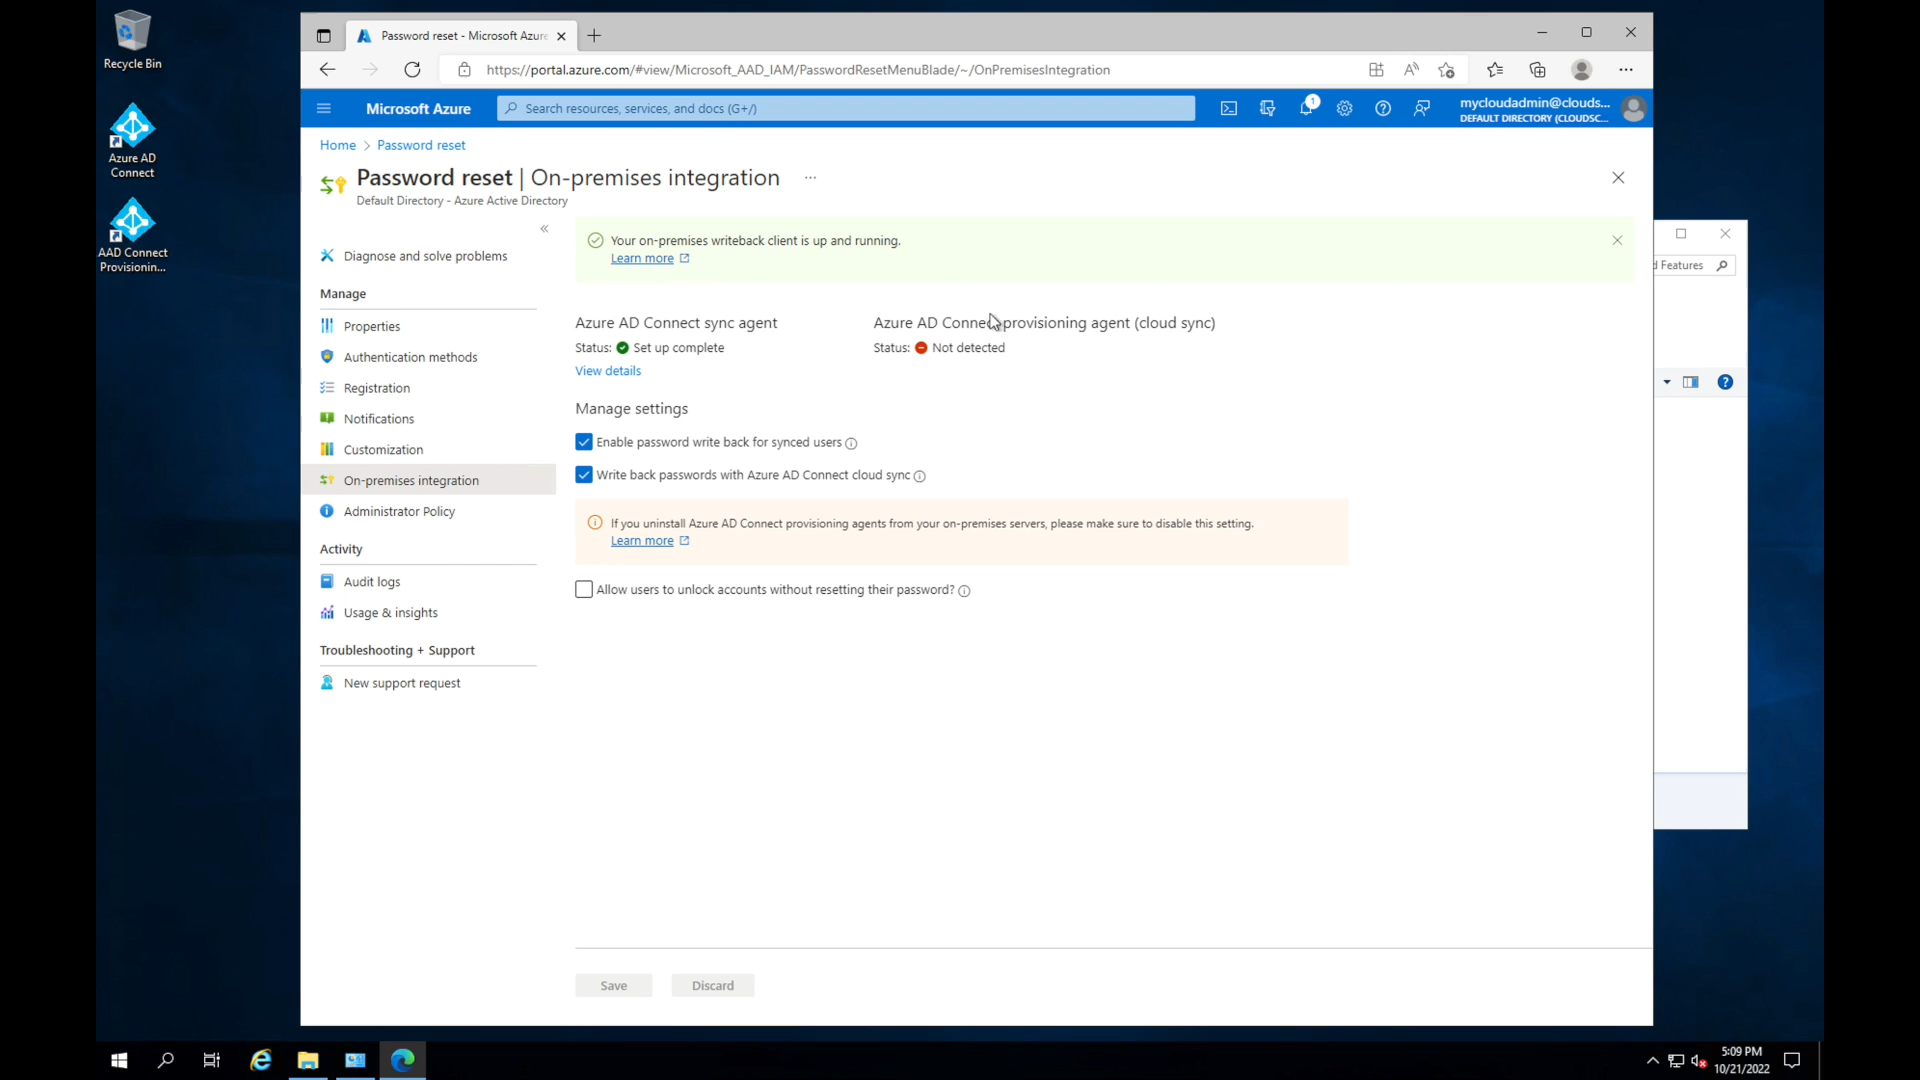 Recycle Bin
Azure AD
Connect
AAD Connect
Provisionin...
Password reset - Microsoft Azure
https://portal.azure.com/#view/Microsoft_AAD_IAM/PasswordResetMenuBlade/~/OnPremisesIntegration
Microsoft Azure
Search resources, services, and docs (G+/)
1
mycloudadmin@clouds...
DEFAULT DIRECTORY (CLOUDSC...
Home > Password reset
Password reset | On-premises integration
Default Directory - Azure Active Directory
Diagnose and solve problems
Manage
Properties
Authentication methods
Registration
Notifications
Customization
On-premises integration
Administrator Policy
Activity
Audit logs
Usage & insights
Troubleshooting + Support
New support request
Your on-premises writeback client is up and running.
Learn more
Azure AD Connect sync agent
Status: Set up complete
View details
Azure AD Connect provisioning agent (cloud sync)
Status: Not detected
Manage settings
Enable password write back for synced users
Write back passwords with Azure AD Connect cloud sync
If you uninstall Azure AD Connect provisioning agents from your on-premises servers, please make sure to disable this setting.
Learn more
Allow users to unlock accounts without resetting their password?
Save
Discard
d Features
5:09 PM
10/21/2022